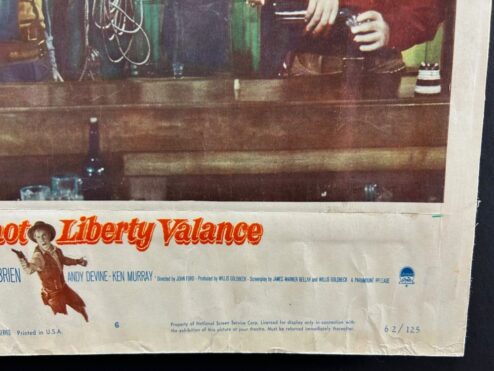 hot Liberty Valance
BRIEN ANDY DEVINE · KEN MURRAY Directed by JOHN FORD · Produced by WILLIS GOLDBECK · Screenplay by JAMES WARNER BELLAH and WILLIS GOLDBECK · A PARAMOUNT RELEASE
Printed in U.S.A.
6
Property of National Screen Service Corp. Licensed for display only in connection with
the exhibition of this picture at your theatre. Must be returned immediately thereafter.
62/125